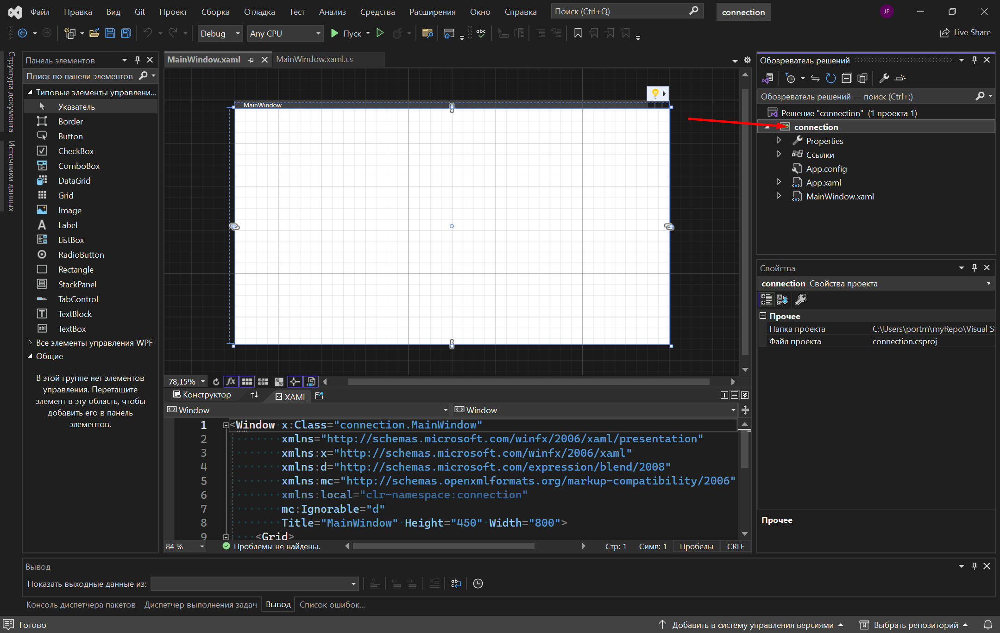 Файл Правка Вид Git Проект Сборка Отладка Тест Анализ Средства Расширения Окно Справка Поиск (Ctrl+Q) connection JP
Debug Any CPU Пуск abc Live Share
Структура документа
Источники данных
Панель элементов
Поиск по панели элементов
Типовые элементы управлени...
Указатель
Border
Button
CheckBox
ComboBox
DataGrid
Grid
Image
Label
ListBox
RadioButton
Rectangle
StackPanel
TabControl
TextBlock
TextBox
Все элементы управления WPF
Общие
В этой группе нет элементов
управления. Перетащите
элемент в эту область, чтобы
добавить его в панель
элементов.
MainWindow.xaml MainWindow.xaml.cs
MainWindow
78,15%
Конструктор XAML
Window Window
1 <Window x:Class="connection.MainWindow"
2 xmlns="http://schemas.microsoft.com/winfx/2006/xaml/presentation"
3 xmlns:x="http://schemas.microsoft.com/winfx/2006/xaml"
4 xmlns:d="http://schemas.microsoft.com/expression/blend/2008"
5 xmlns:mc="http://schemas.openxmlformats.org/markup-compatibility/2006"
6 xmlns:local="clr-namespace:connection"
7 mc:Ignorable="d"
8 Title="MainWindow" Height="450" Width="800">
9 <Grid>
84 % Проблемы не найдены. Стр: 1 Симв: 1 Пробелы CRLF
Обозреватель решений
Обозреватель решений — поиск (Ctrl+;)
Решение "connection" (1 проекта 1)
connection
Properties
Ссылки
App.config
App.xaml
MainWindow.xaml
Свойства
connection Свойства проекта
Прочее
Папка проекта C:\Users\portm\myRepo\Visual S
Файл проекта connection.csproj
Прочее
Вывод
Показать выходные данные из:
Консоль диспетчера пакетов Диспетчер выполнения задач Вывод Список ошибок...
Готово Добавить в систему управления версиями Выбрать репозиторий